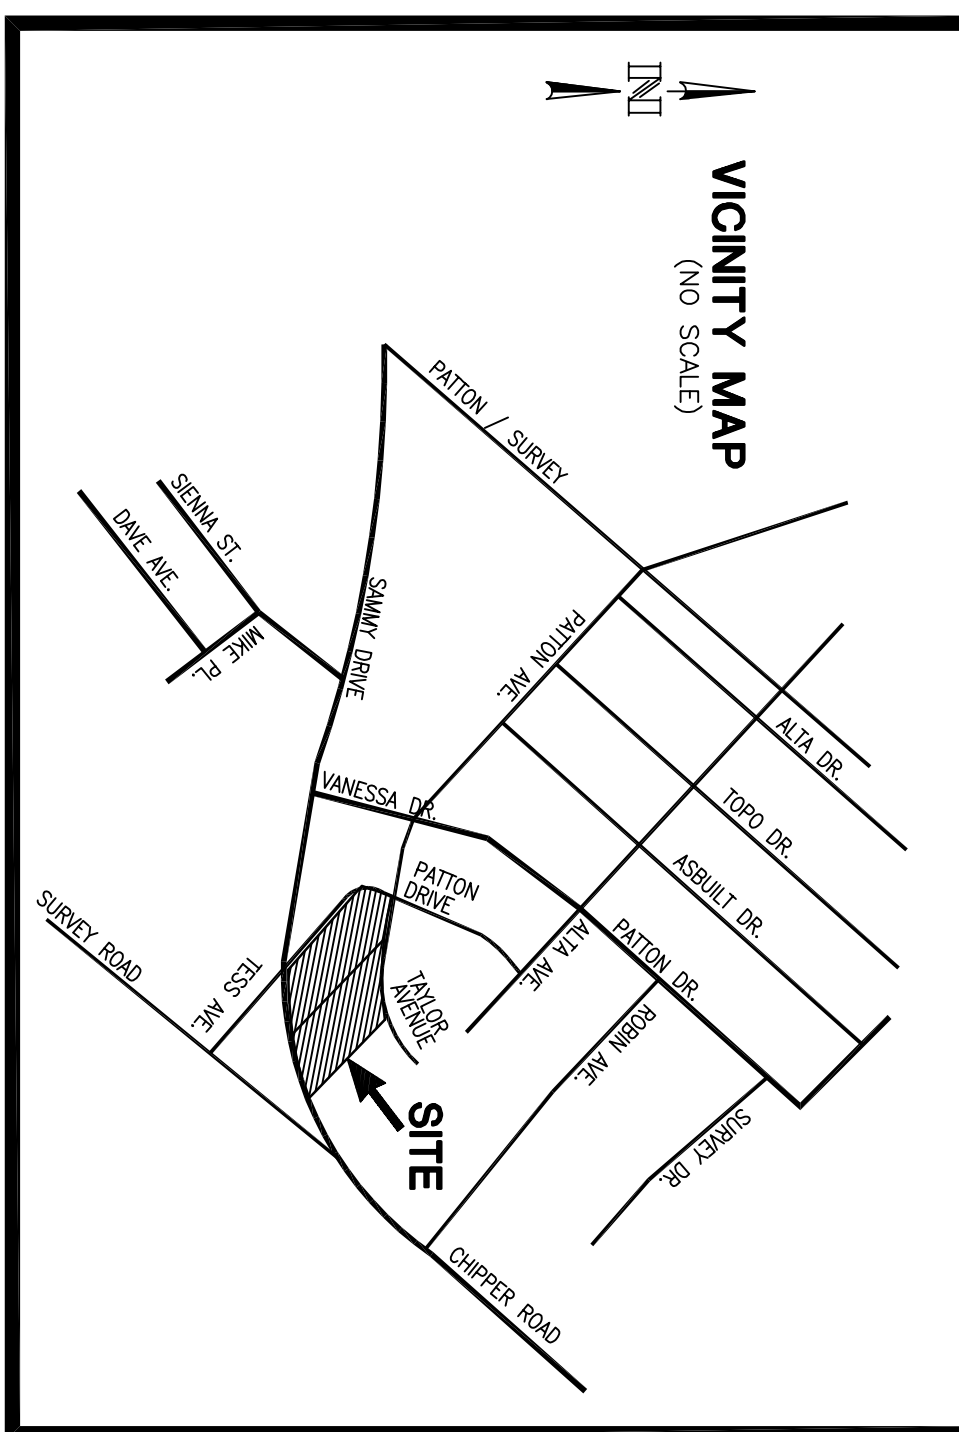 N
VICINITY MAP
(NO SCALE)
PATTON / SURVEY
SIENNA ST.
DAVE AVE.
MIKE PL.
SAMMY DRIVE
PATTON AVE.
ALTA DR.
TOPO DR.
ASBUILT DR.
VANESSA DR.
PATTON
DRIVE
PATTON DR.
ALTA AVE.
TAYLOR
AVENUE
ROBIN AVE.
SURVEY DR.
SURVEY ROAD
TESS AVE.
SITE
CHIPPER ROAD